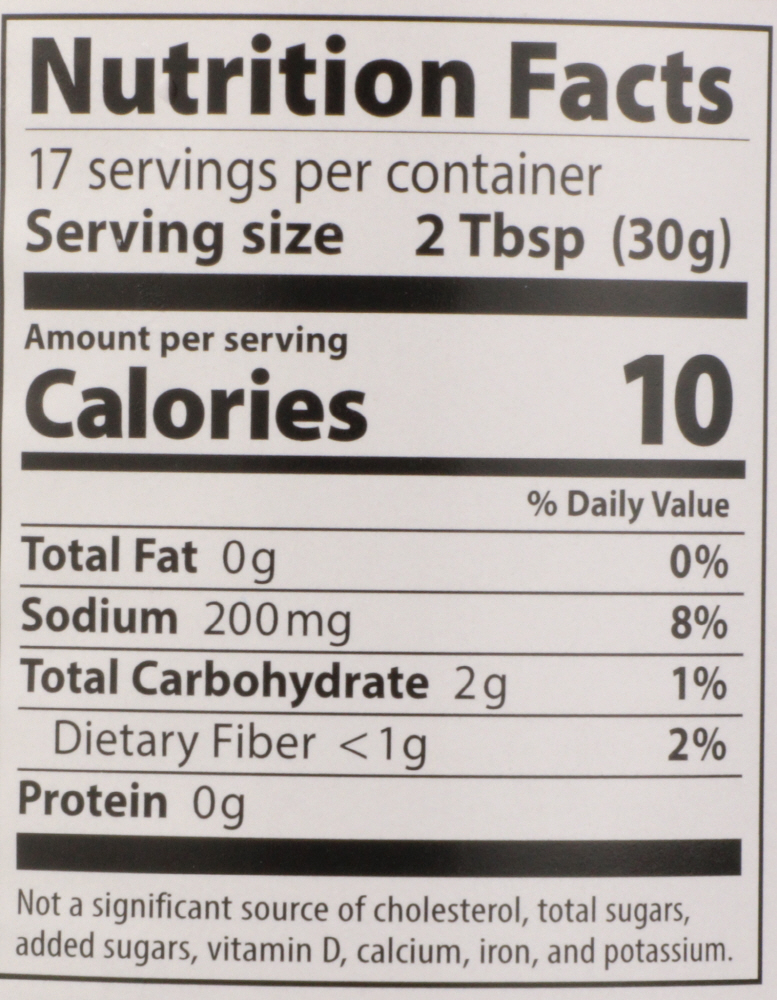 Nutrition Facts
17 servings per container
Serving size 2 Tbsp (30g)
Amount per serving
Calories 10
% Daily Value
Total Fat 0g 0%
Sodium 200mg 8%
Total Carbohydrate 2g 1%
Dietary Fiber <1g 2%
Protein 0g
Not a significant source of cholesterol, total sugars,
added sugars, vitamin D, calcium, iron, and potassium.